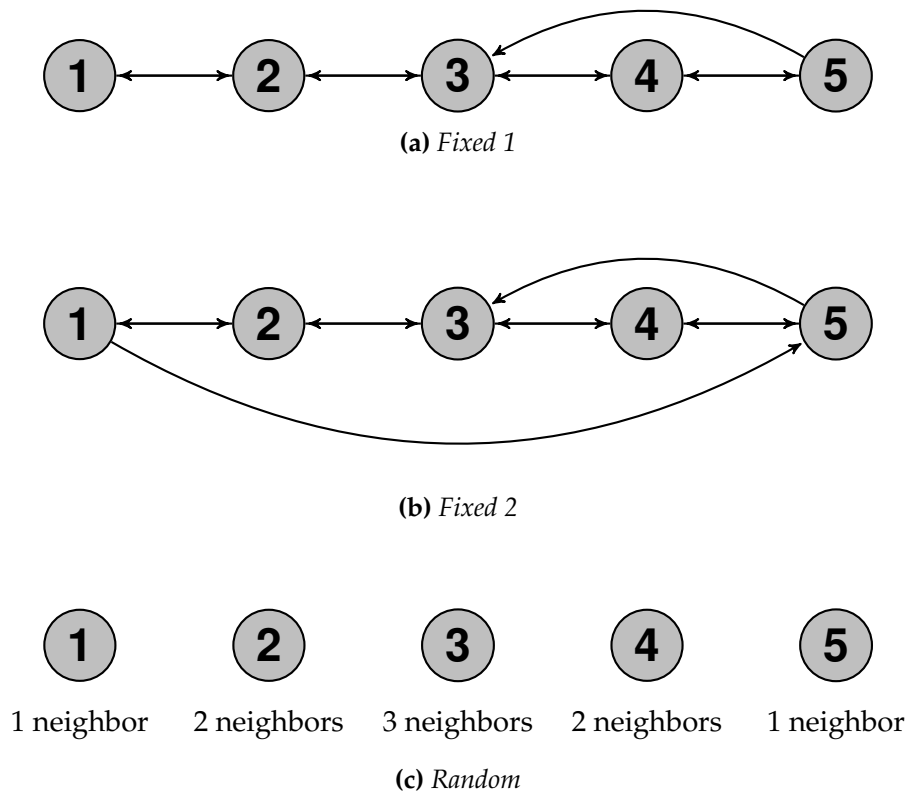 1 2 3 4 5
(a) Fixed 1
1 2 3 4 5
(b) Fixed 2
1 2 3 4 5
1 neighbor 2 neighbors 3 neighbors 2 neighbors 1 neighbor
(c) Random